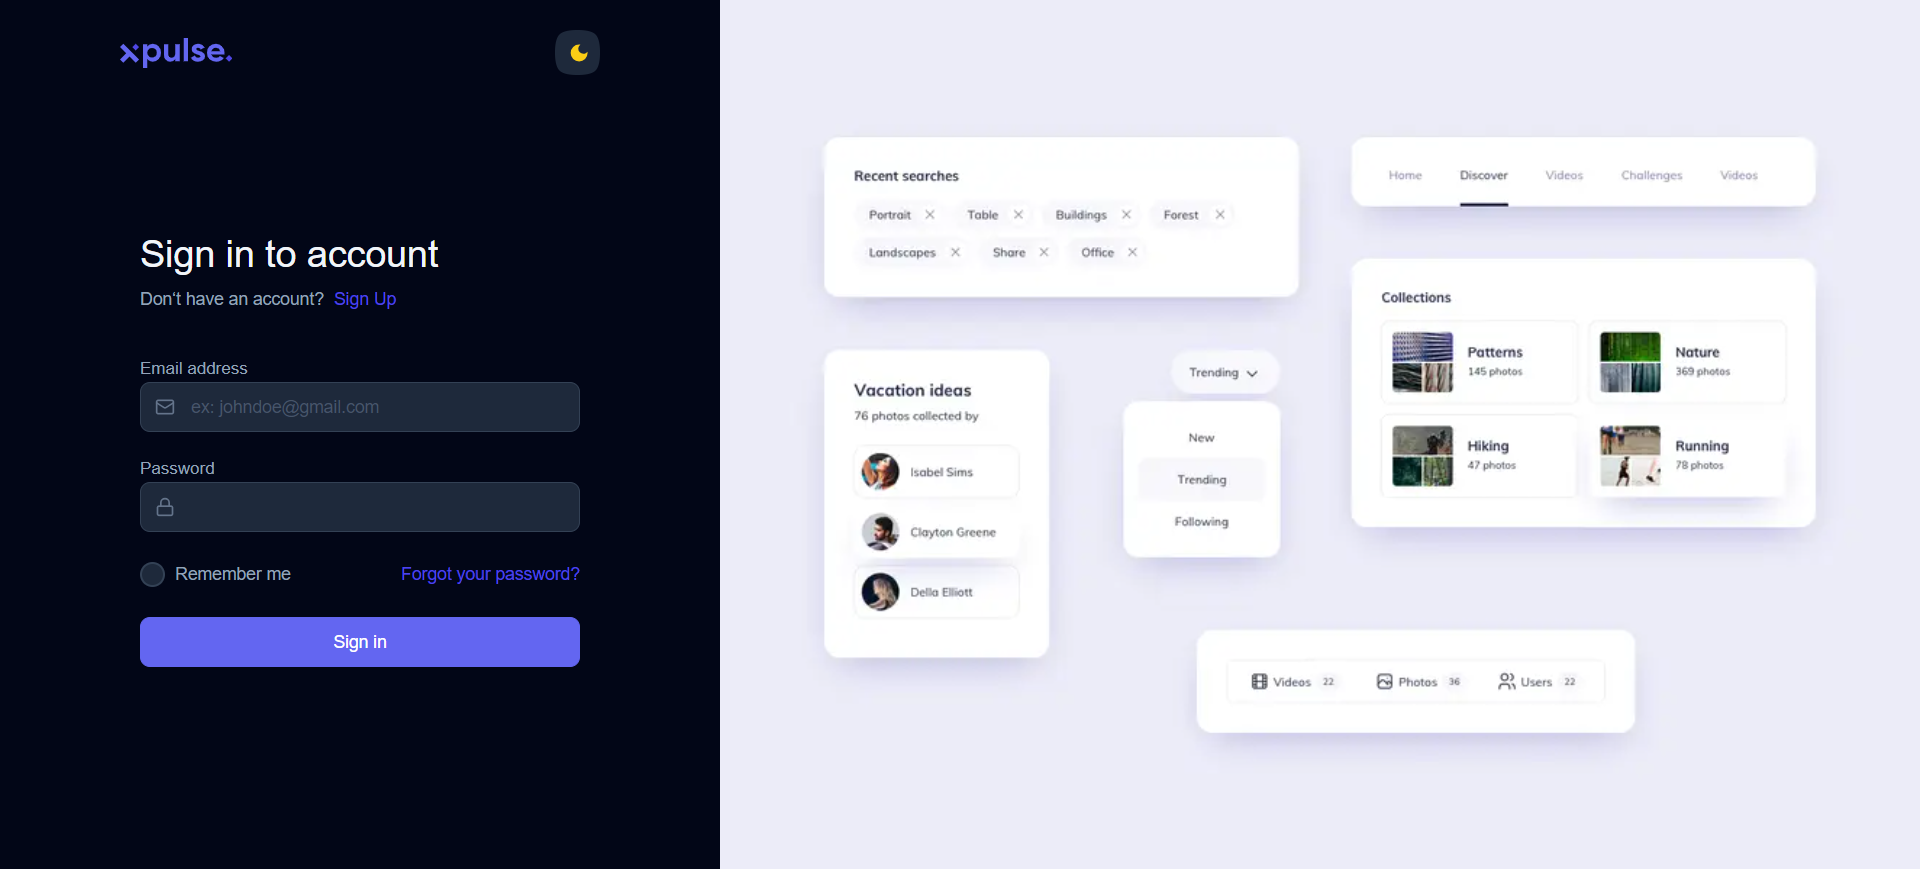 xpulse.
Sign in to account
Don‘t have an account? Sign Up
Email address
ex: johndoe@gmail.com
Password
Remember me
Forgot your password?
Sign in
Recent searches
Portrait
Table
Buildings
Forest
Landscapes
Share
Office
Home
Discover
Videos
Challenges
Videos
Collections
Patterns
145 photos
Nature
369 photos
Hiking
47 photos
Running
78 photos
Vacation ideas
76 photos collected by
Isabel Sims
Clayton Greene
Della Elliott
Trending
New
Trending
Following
Videos 22
Photos 36
Users 22